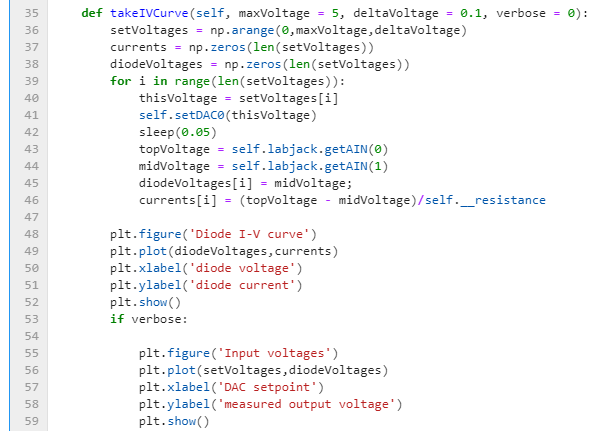 35 def takeIVCurve(self, maxVoltage = 5, deltaVoltage = 0.1, verbose = 0):
36 setVoltages = np.arange(0,maxVoltage,deltaVoltage)
37 currents = np.zeros(len(setVoltages))
38 diodeVoltages = np.zeros(len(setVoltages))
39 for i in range(len(setVoltages)):
40 thisVoltage = setVoltages[i]
41 self.setDAC0(thisVoltage)
42 sleep(0.05)
43 topVoltage = self.labjack.getAIN(0)
44 midVoltage = self.labjack.getAIN(1)
45 diodeVoltages[i] = midVoltage;
46 currents[i] = (topVoltage - midVoltage)/self.__resistance
47
48 plt.figure('Diode I-V curve')
49 plt.plot(diodeVoltages,currents)
50 plt.xlabel('diode voltage')
51 plt.ylabel('diode current')
52 plt.show()
53 if verbose:
54
55 plt.figure('Input voltages')
56 plt.plot(setVoltages,diodeVoltages)
57 plt.xlabel('DAC setpoint')
58 plt.ylabel('measured output voltage')
59 plt.show()